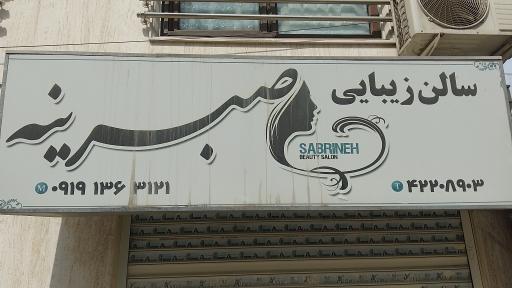 سالن زیبایی
صبرینه
SABRINEH
BEAUTY SALON
T ۴۲۲۰۸۹۰۳
M ۰۹۱۹ ۱۳۶ ۳۱۲۱